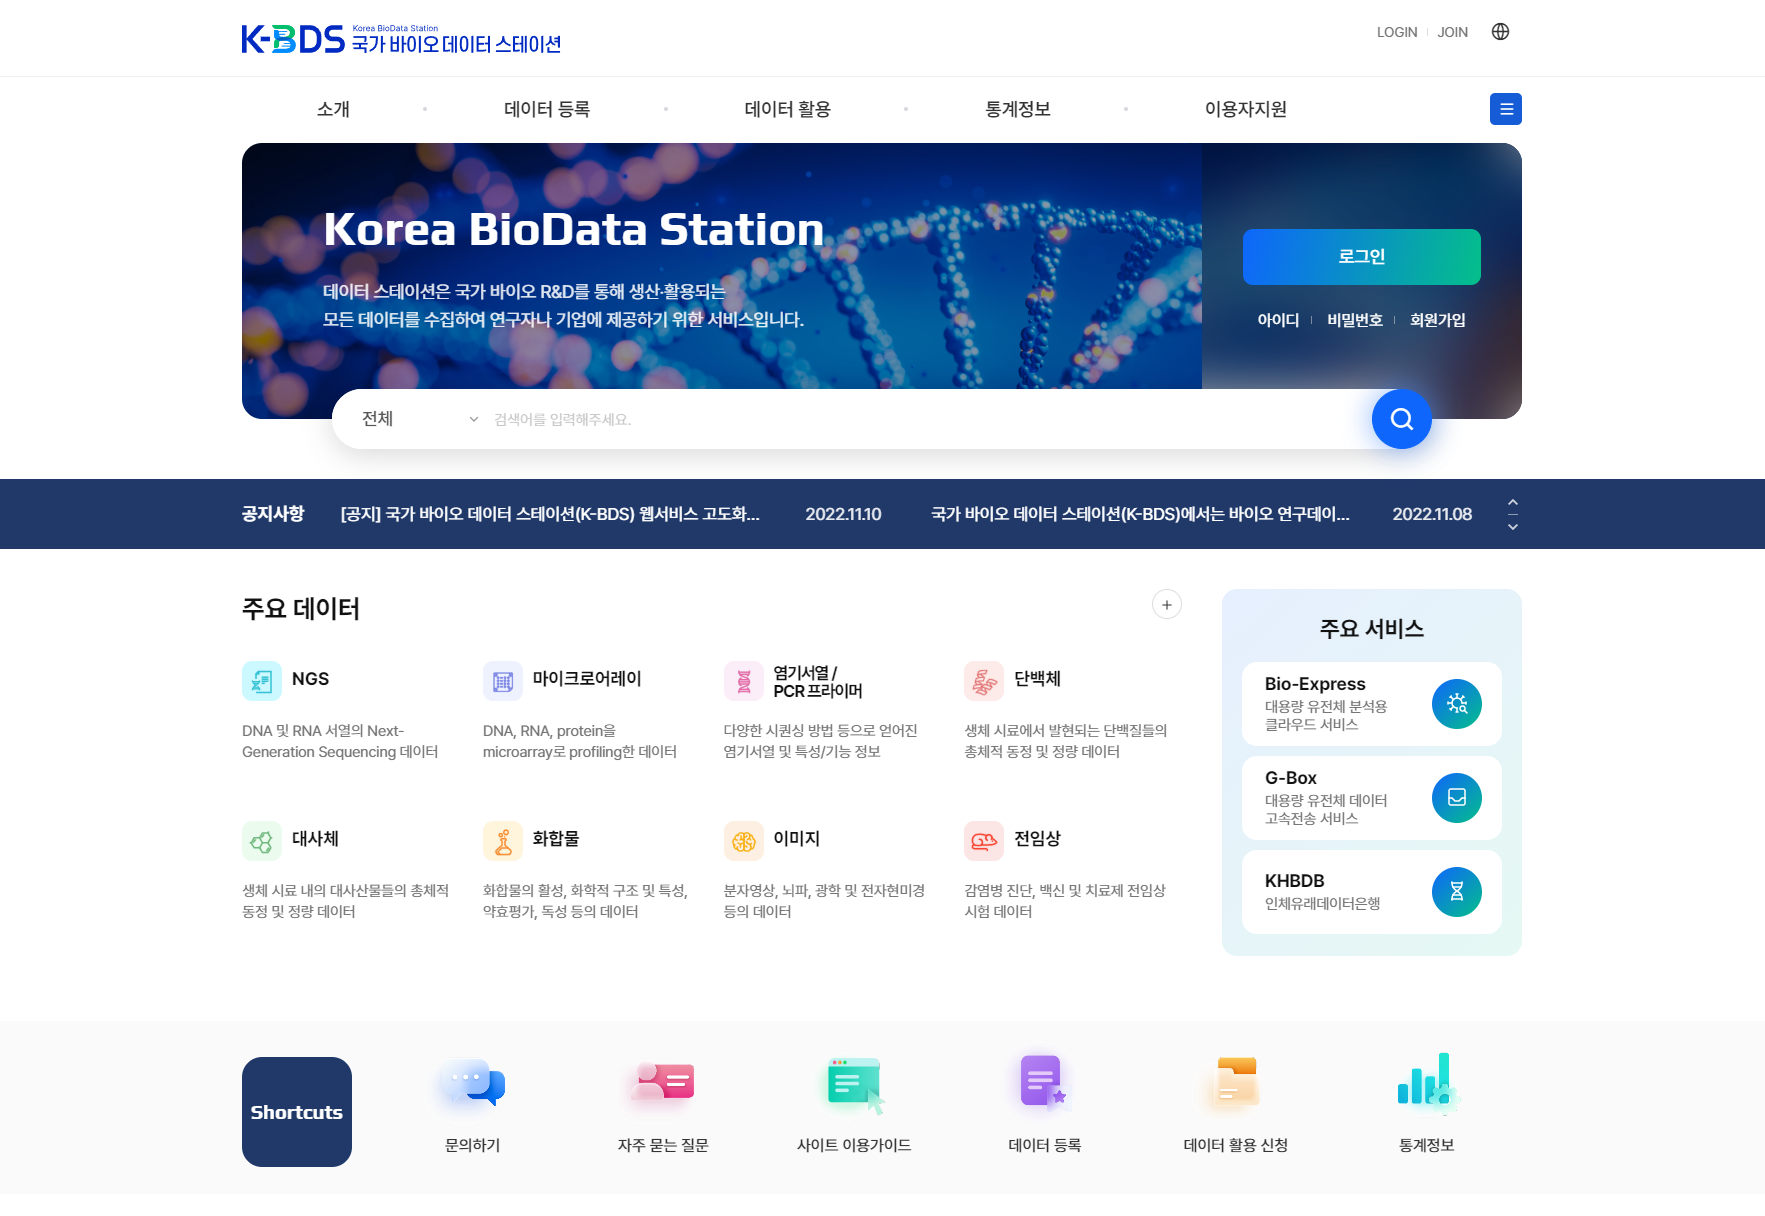 K-BDS Korea BioData Station
국가 바이오 데이터 스테이션
LOGIN JOIN
소개 데이터 등록 데이터 활용 통계정보 이용자지원
Korea BioData Station
데이터 스테이션은 국가 바이오 R&D를 통해 생산·활용되는
모든 데이터를 수집하여 연구자나 기업에 제공하기 위한 서비스입니다.
로그인
아이디 비밀번호 회원가입
전체 검색어를 입력해주세요.
공지사항 [공지] 국가 바이오 데이터 스테이션(K-BDS) 웹서비스 고도화... 2022.11.10 국가 바이오 데이터 스테이션(K-BDS)에서는 바이오 연구데이... 2022.11.08
주요 데이터
NGS
DNA 및 RNA 서열의 Next-
Generation Sequencing 데이터
마이크로어레이
DNA, RNA, protein을
microarray로 profiling한 데이터
염기서열 /
PCR 프라이머
다양한 시퀀싱 방법 등으로 얻어진
염기서열 및 특성/기능 정보
단백체
생체 시료에서 발현되는 단백질들의
총체적 동정 및 정량 데이터
대사체
생체 시료 내의 대사산물들의 총체적
동정 및 정량 데이터
화합물
화합물의 활성, 화학적 구조 및 특성,
약효평가, 독성 등의 데이터
이미지
분자영상, 뇌파, 광학 및 전자현미경
등의 데이터
전임상
감염병 진단, 백신 및 치료제 전임상
시험 데이터
주요 서비스
Bio-Express
대용량 유전체 분석용
클라우드 서비스
G-Box
대용량 유전체 데이터
고속전송 서비스
KHBDB
인체유래데이터은행
Shortcuts
문의하기 자주 묻는 질문 사이트 이용가이드 데이터 등록 데이터 활용 신청 통계정보